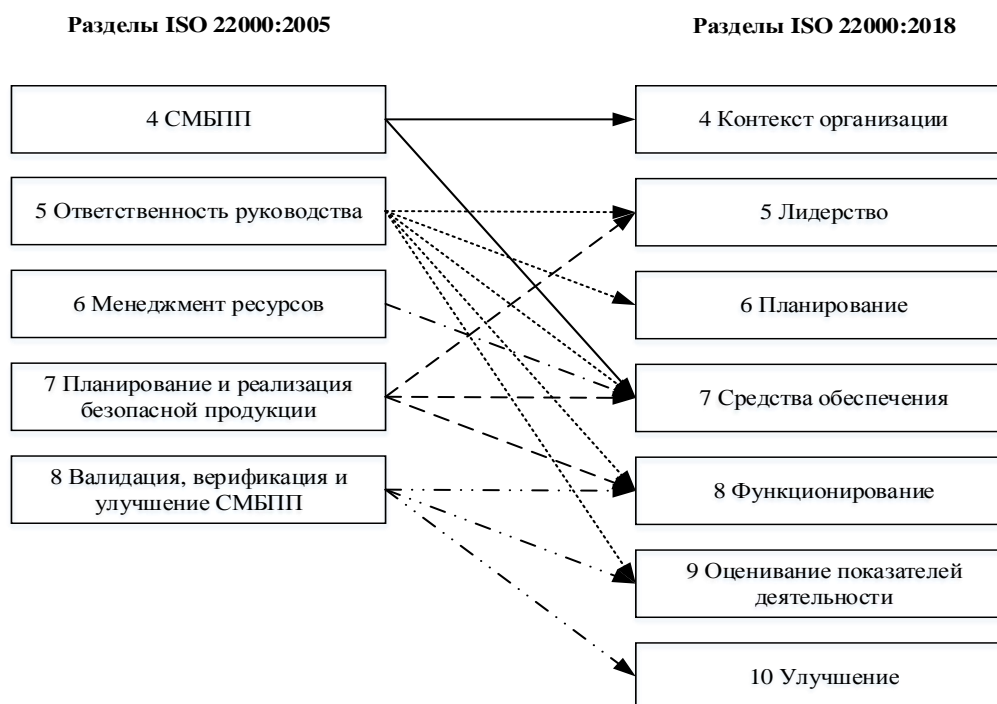 Разделы ISO 22000:2005
Разделы ISO 22000:2018
4 СМБПП
4 Контекст организации
5 Ответственность руководства
5 Лидерство
6 Менеджмент ресурсов
6 Планирование
7 Планирование и реализация
безопасной продукции
7 Средства обеспечения
8 Валидация, верификация и
улучшение СМБПП
8 Функционирование
9 Оценивание показателей
деятельности
10 Улучшение